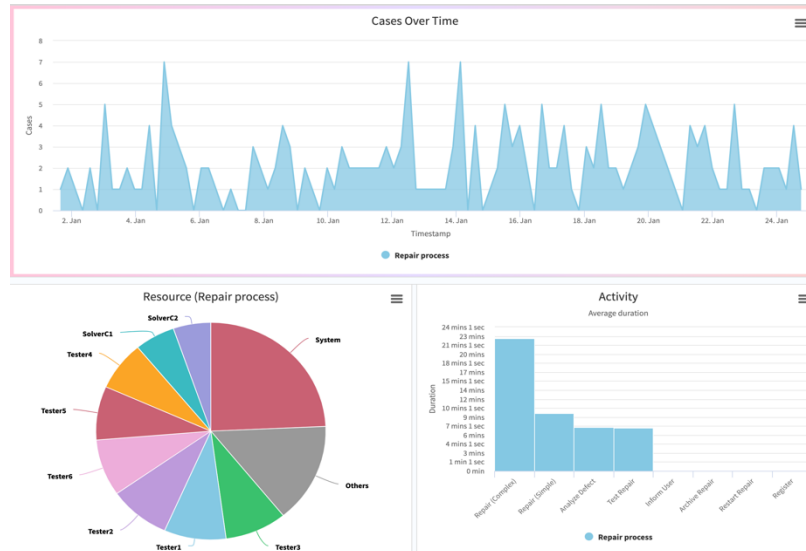 Cases Over Time
8
7
6
5
4
3
2
1
0
Cases
2. Jan 4. Jan 6. Jan 8. Jan 10. Jan 12. Jan 14. Jan 16. Jan 18. Jan 20. Jan 22. Jan 24. Jan
Timestamp
Repair process
Resource (Repair process)
SolverC2
System
SolverC1
Tester4
Tester5
Tester6
Others
Tester2
Tester1
Tester3
Activity
Average duration
24 mins 1 sec
23 mins
21 mins 1 sec
20 mins
18 mins 1 sec
17 mins
15 mins 1 sec
14 mins
12 mins
10 mins 1 sec
9 mins
7 mins 1 sec
6 mins
4 mins 1 sec
3 mins
1 min 1 sec
0 min
Duration
Repair (Complex)
Repair (Simple)
Analyze Defect
Test Repair
Inform User
Archive Repair
Restart Repair
Register
Repair process